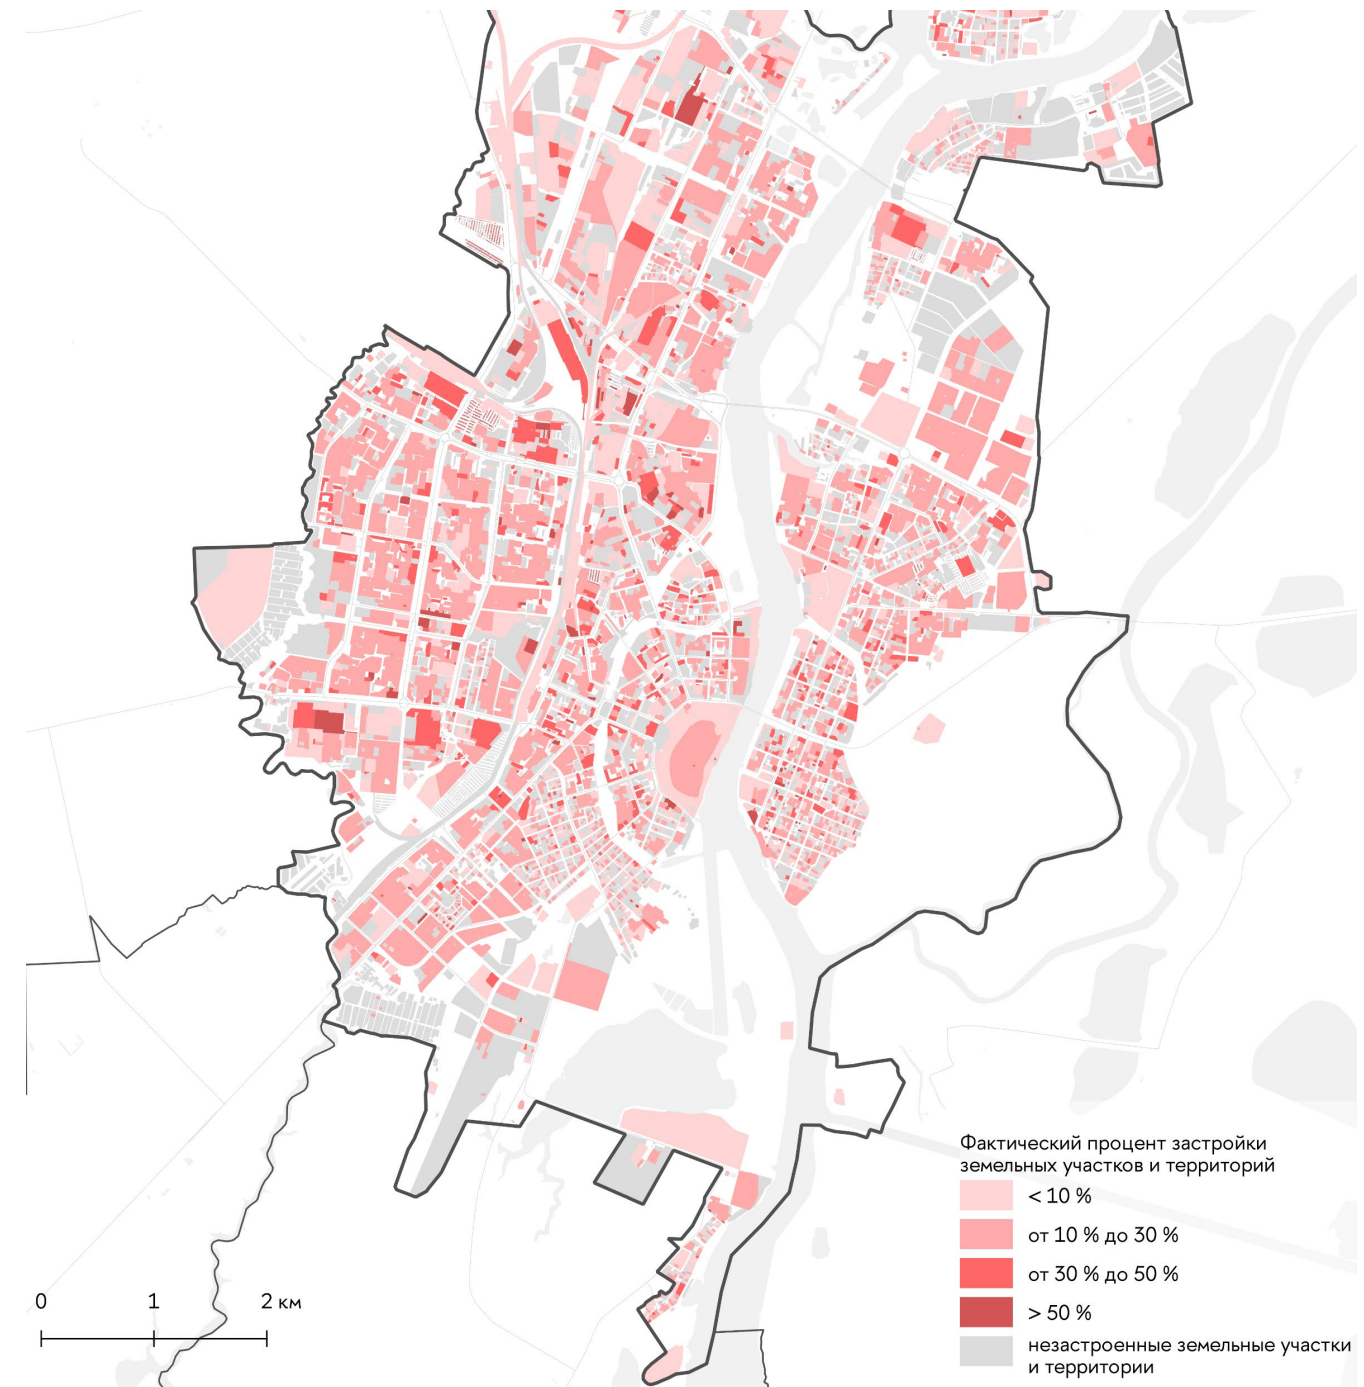 Фактический процент застройки
земельных участков и территорий
< 10 %
от 10 % до 30 %
от 30 % до 50 %
> 50 %
незастроенные земельные участки
и территории
0 1 2 км